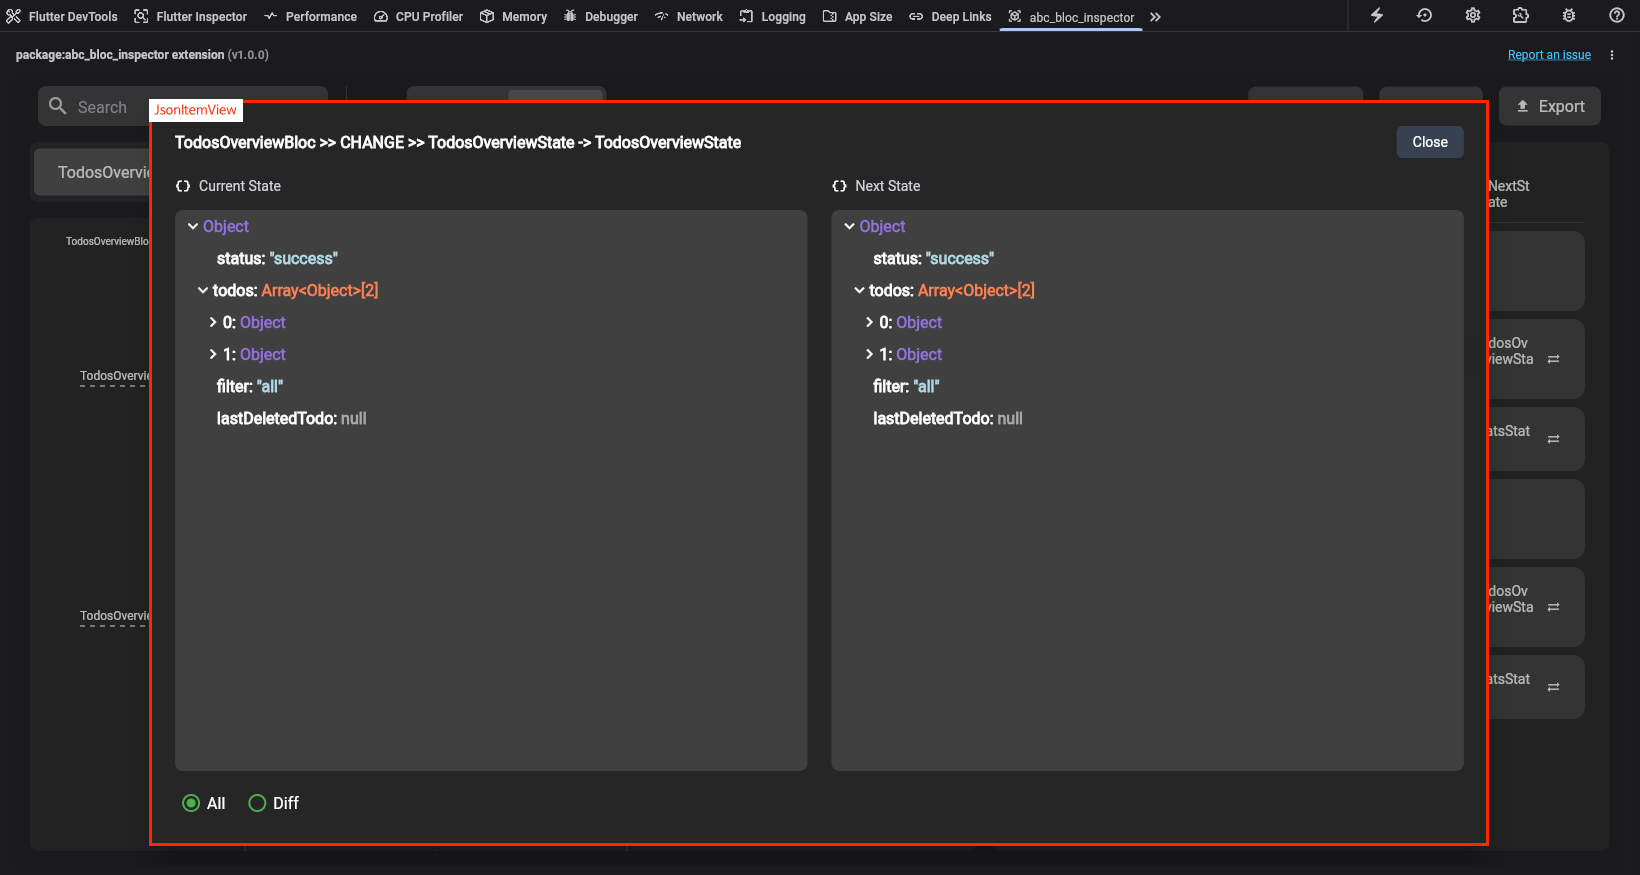 Flutter DevTools Flutter Inspector Performance CPU Profiler Memory Debugger Network Logging App Size Deep Links abc_bloc_inspector
package:abc_bloc_inspector extension (v1.0.0) Report an issue
Search Export
JsonItemView
TodosOverviewBloc >> CHANGE >> TodosOverviewState -> TodosOverviewState Close
Current State
Object
status: "success"
todos: Array<Object>[2]
0: Object
1: Object
filter: "all"
lastDeletedTodo: null
Next State
Object
status: "success"
todos: Array<Object>[2]
0: Object
1: Object
filter: "all"
lastDeletedTodo: null
All Diff
TodosOvervi
TodosOverviewBlo
TodosOvervi
TodosOvervi
NextSt
ate
dosOv
viewSta
atsStat
dosOv
viewSta
atsStat